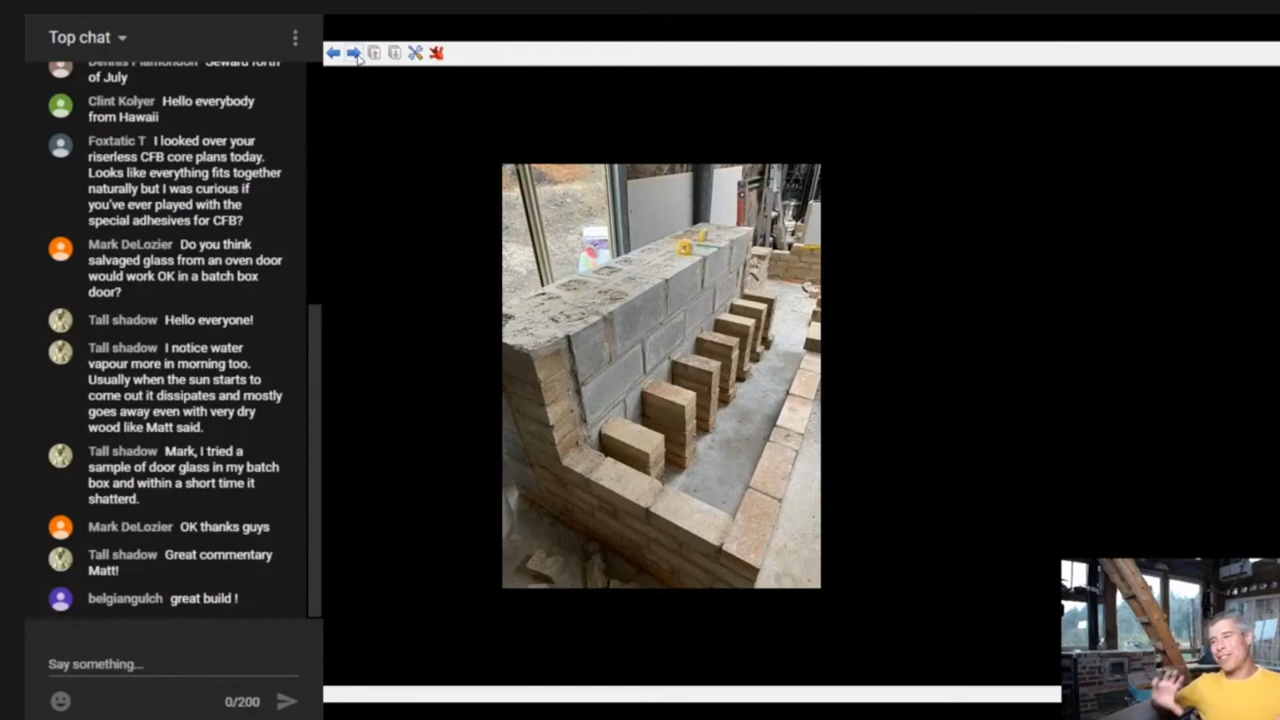 Top chat
Dennis Plamondon Seward forth
of July
Clint Kolyer Hello everybody
from Hawaii
Foxtatic T I looked over your
riserless CFB core plans today.
Looks like everything fits together
naturally but I was curious if
you've ever played with the
special adhesives for CFB?
Mark DeLozier Do you think
salvaged glass from an oven door
would work OK in a batch box
door?
Tall shadow Hello everyone!
Tall shadow I notice water
vapour more in morning too.
Usually when the sun starts to
come out it dissipates and mostly
goes away even with very dry
wood like Matt said.
Tall shadow Mark, I tried a
sample of door glass in my batch
box and within a short time it
shatterd.
Mark DeLozier OK thanks guys
Tall shadow Great commentary
Matt!
belgiangulch great build !
Say something...
0/200